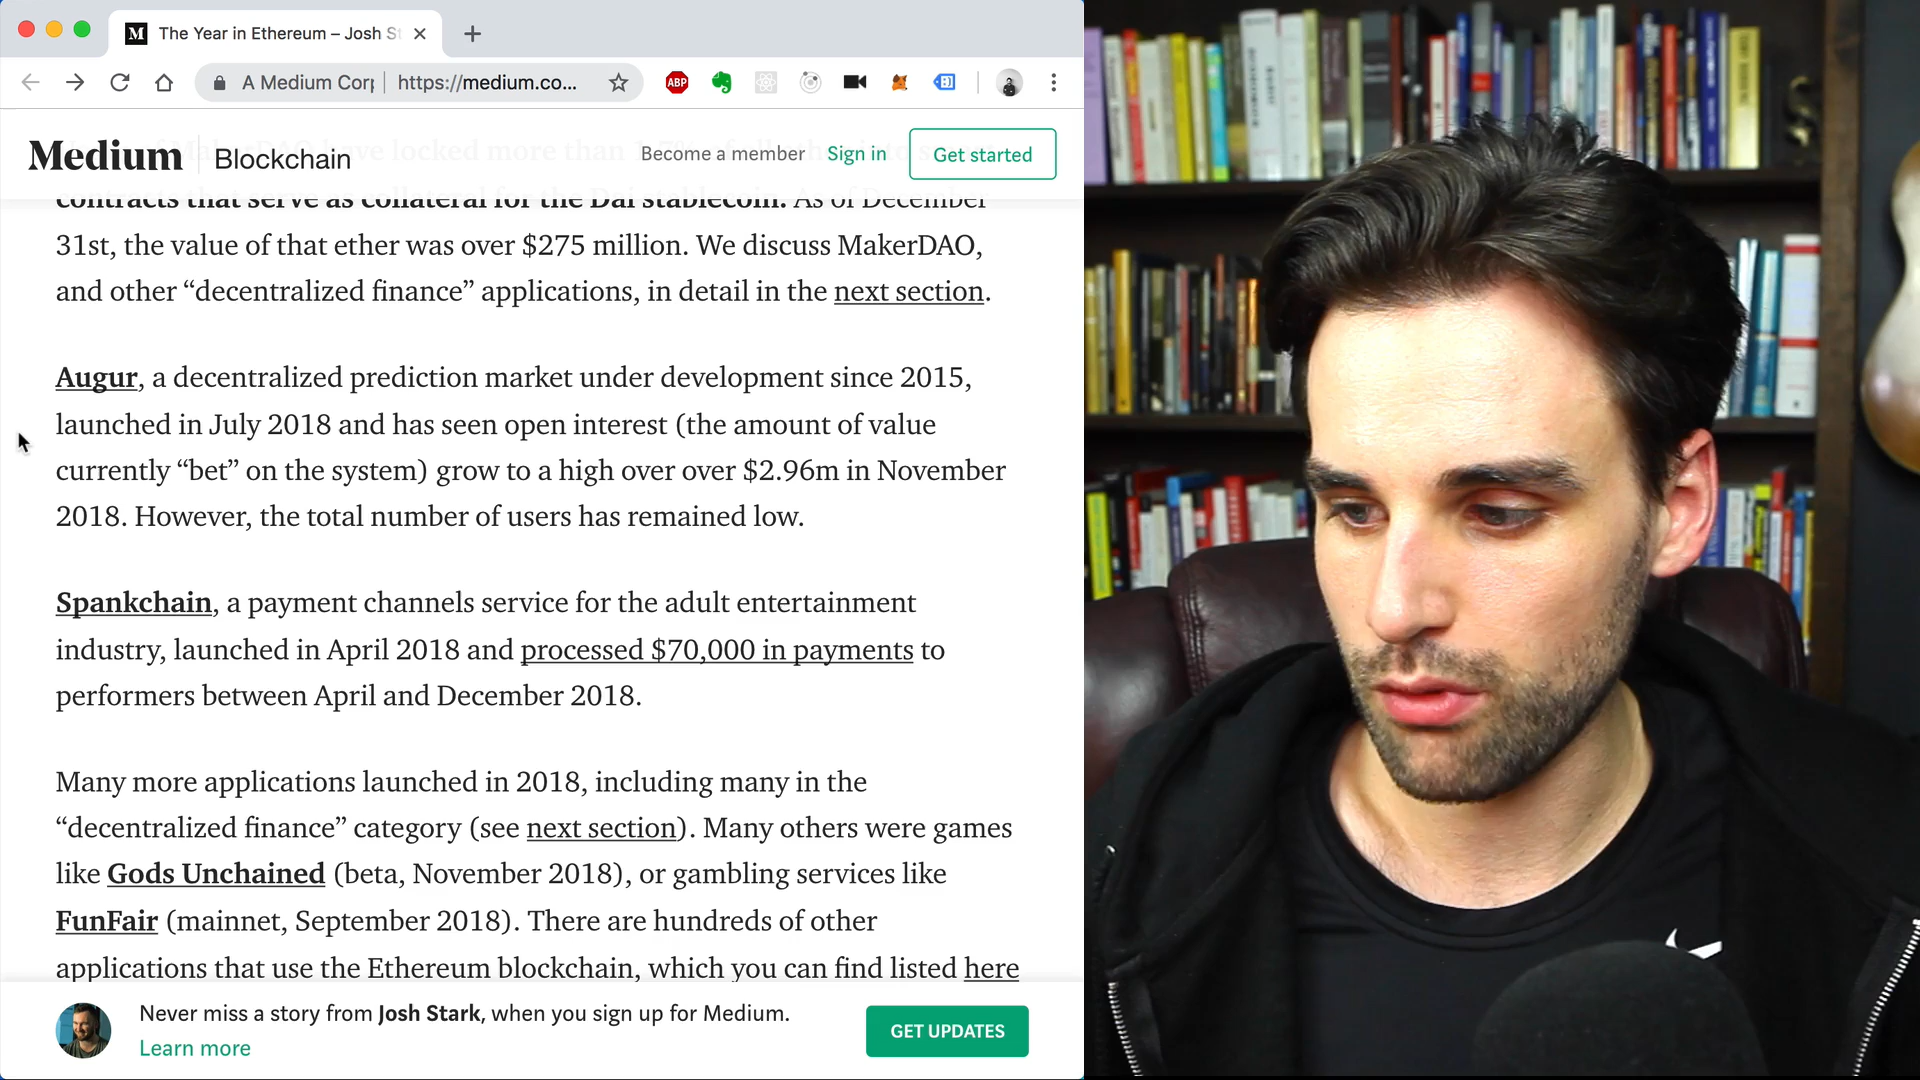 The Year in Ethereum – Josh St
A Medium Corp https://medium.co...
ABP
Medium Blockchain Become a member Sign in Get started
of MakerDAO have locked more than 1
contracts that serve as collateral for the Dai stablecoin. As of December
31st, the value of that ether was over $275 million. We discuss MakerDAO,
and other “decentralized finance” applications, in detail in the next section.
Augur, a decentralized prediction market under development since 2015,
launched in July 2018 and has seen open interest (the amount of value
currently “bet” on the system) grow to a high over over $2.96m in November
2018. However, the total number of users has remained low.
Spankchain, a payment channels service for the adult entertainment
industry, launched in April 2018 and processed $70,000 in payments to
performers between April and December 2018.
Many more applications launched in 2018, including many in the
“decentralized finance” category (see next section). Many others were games
like Gods Unchained (beta, November 2018), or gambling services like
FunFair (mainnet, September 2018). There are hundreds of other
applications that use the Ethereum blockchain, which you can find listed here
Never miss a story from Josh Stark, when you sign up for Medium.
Learn more
GET UPDATES